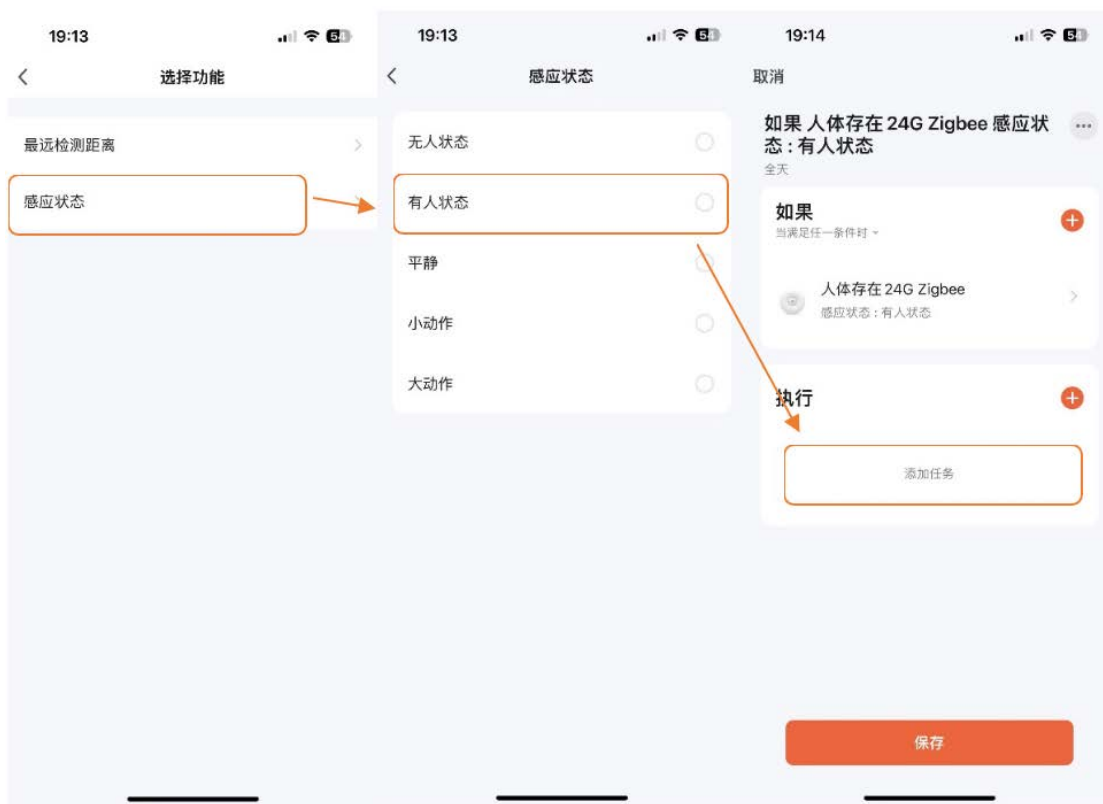 19:13
54
选择功能
最远检测距离
感应状态
19:13
54
感应状态
无人状态
有人状态
平静
小动作
大动作
19:14
54
取消
如果 人体存在 24G Zigbee 感应状
态 : 有人状态
全天
如果
当满足任一条件时
人体存在 24G Zigbee
感应状态 : 有人状态
执行
添加任务
保存